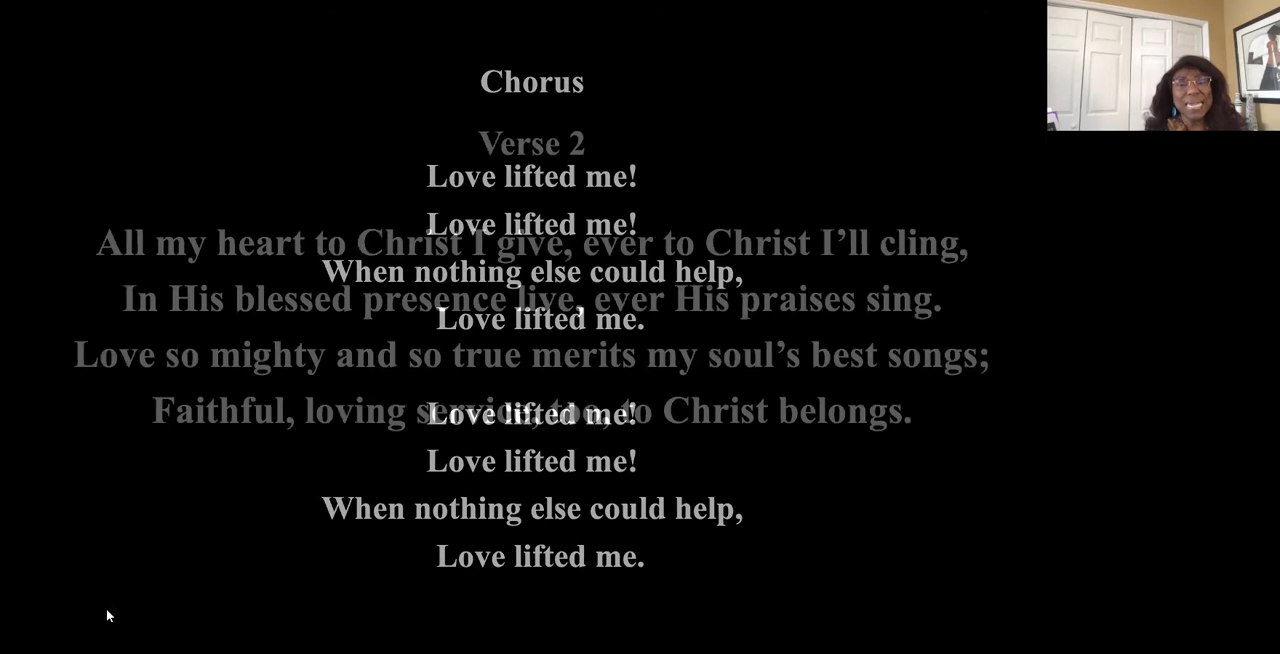 Chorus
Verse 2
Love lifted me!
Love lifted me!
All my heart to Christ I give, ever to Christ I’ll cling,
When nothing else could help,
In His blessed presence live, ever His praises sing.
Love lifted me.
Love so mighty and so true merits my soul’s best songs;
Faithful, loving service, too, to Christ belongs.
Love lifted me!
Love lifted me!
When nothing else could help,
Love lifted me.